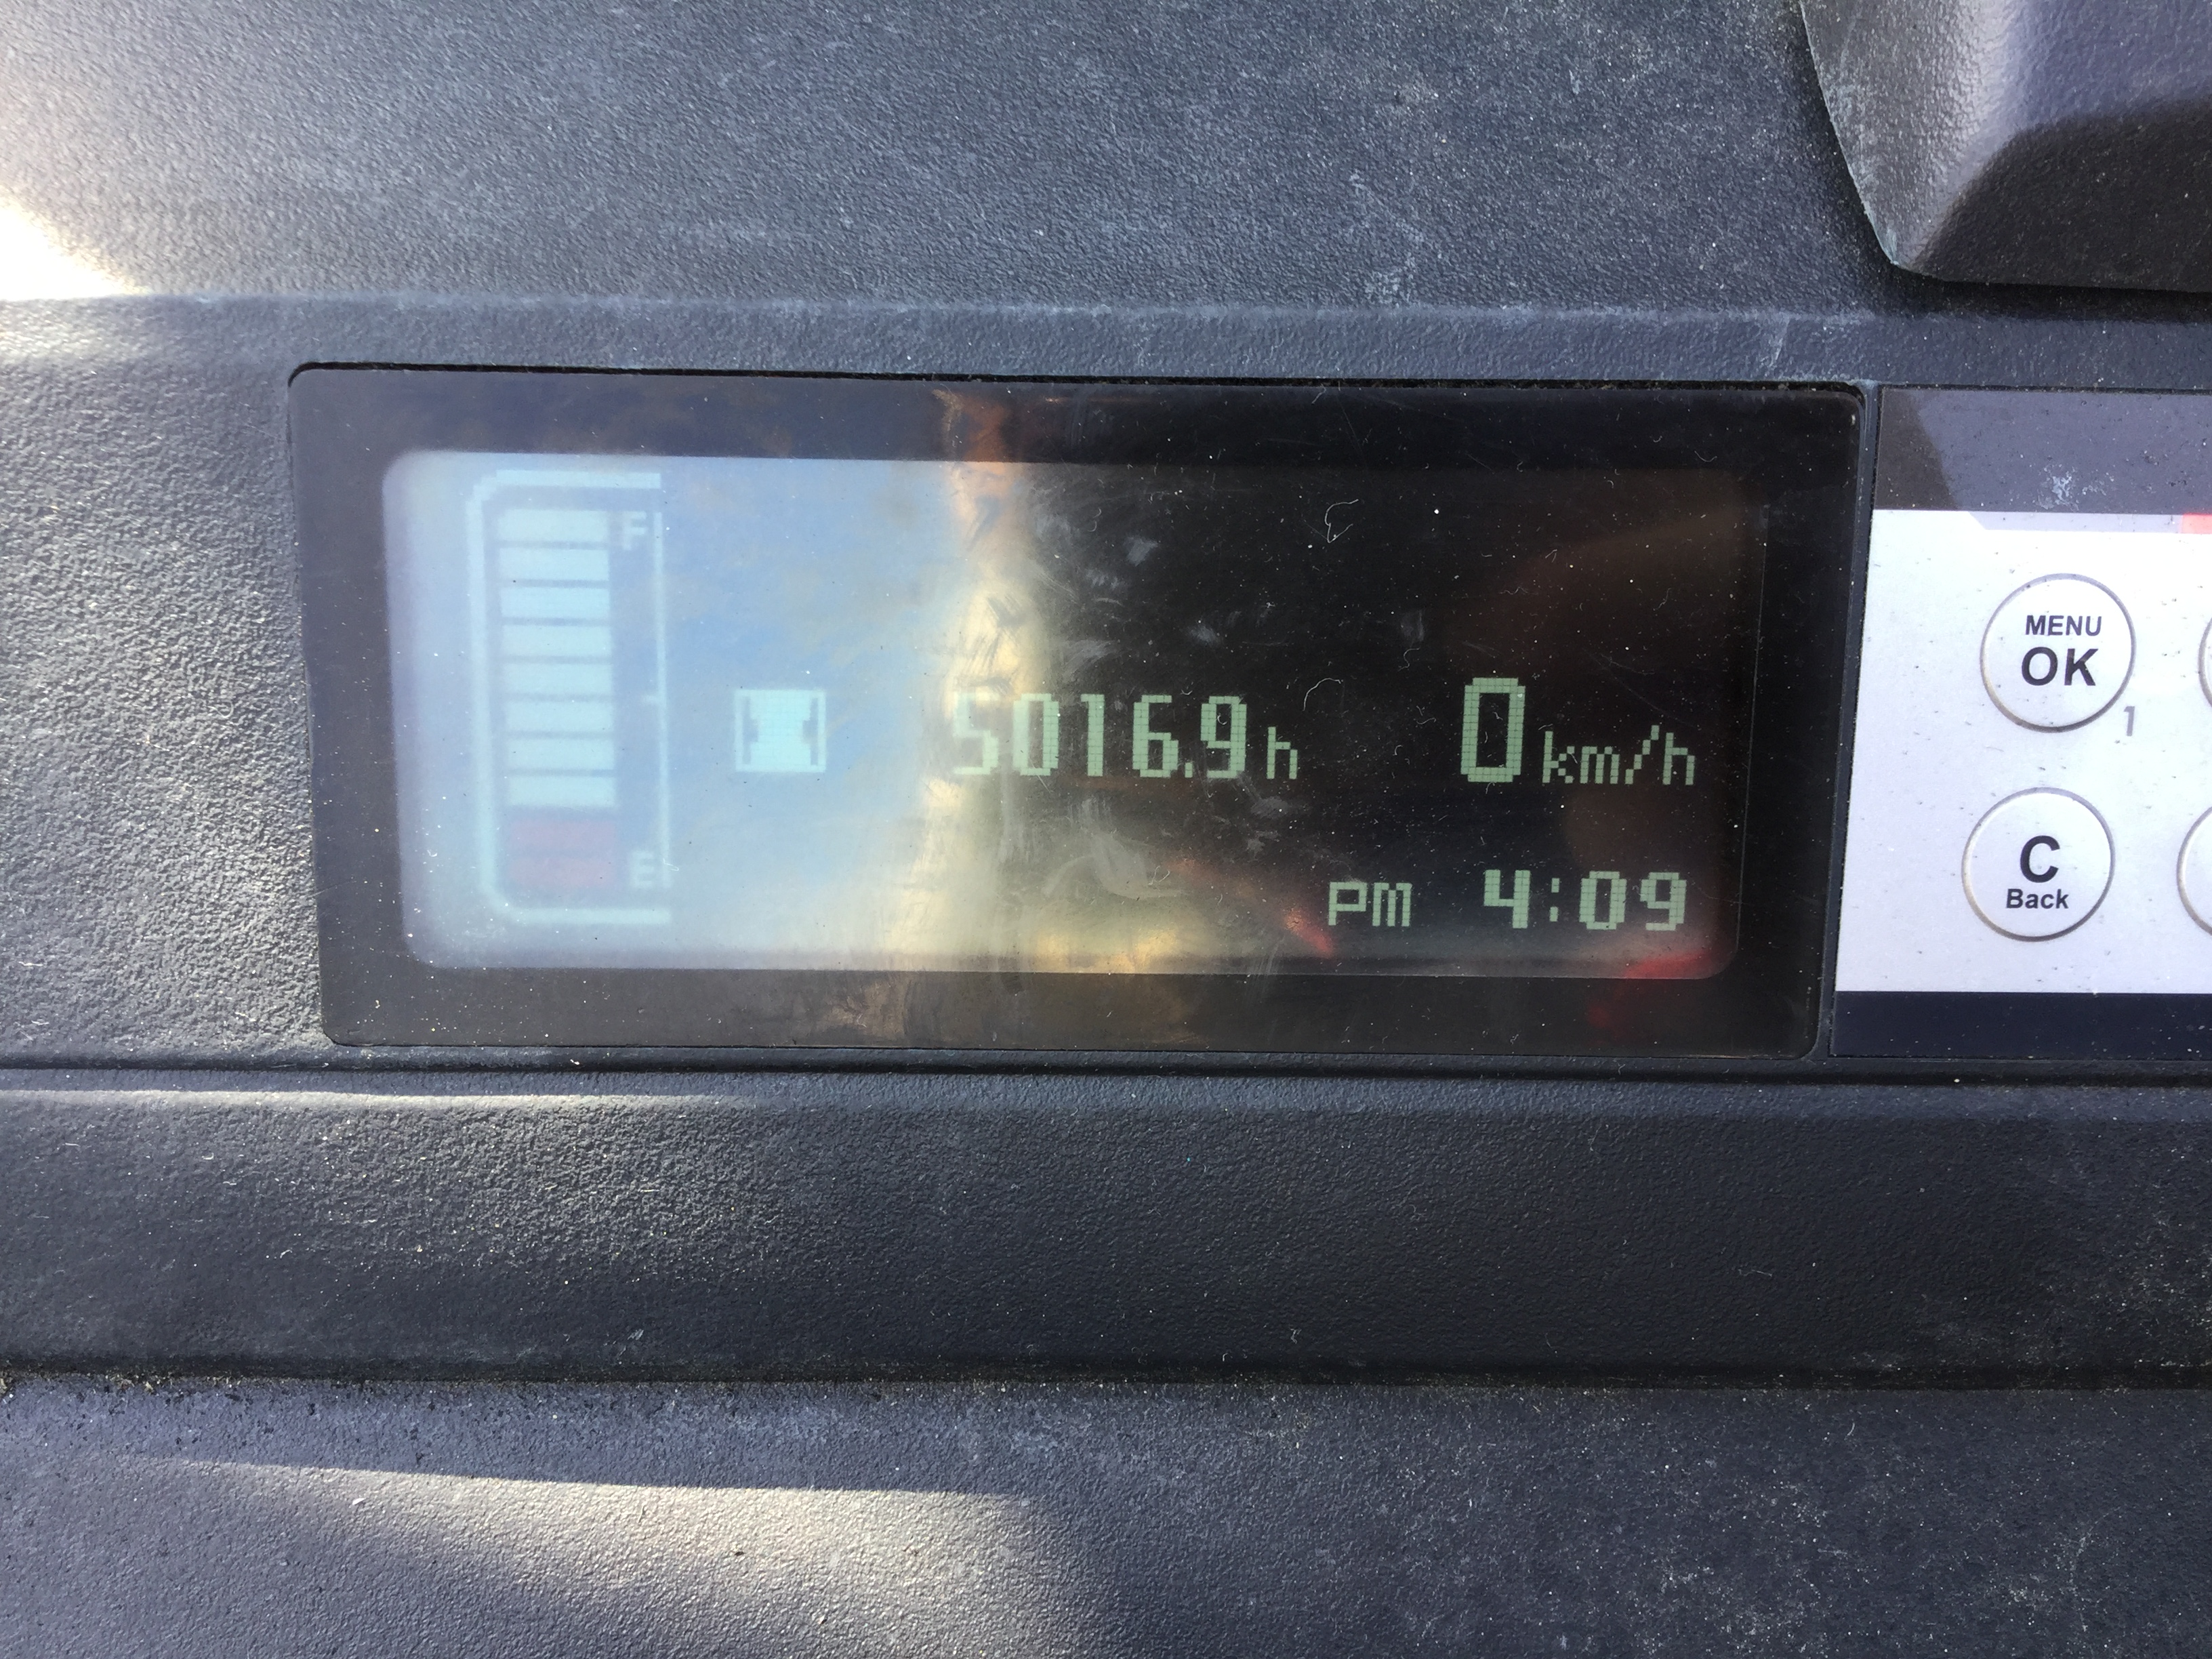 F
5016.9h 0km/h
E
PM 4:09
MENU
OK
1
C
Back